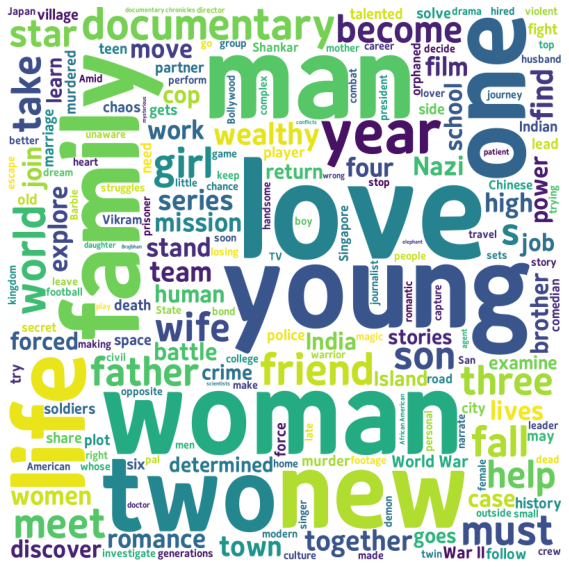 documentary chronicles
director
Japan
village
documentary
become
talented
solve
drama
hired
violent
star
teen
move
go
group
Shankar
mother
career
decide
fight
top
husband
learn
murdered
Amid
partner
perform
man
orphaned
film
one
take
chaos
cop
gets
Bollywood
complex
combat
president
lover
journey
better
marriage
unaware
family
work
wealthy
year
side
school
Indian
find
escape
join
heart
mysterious
need
girl
game
player
conflicts
return
four
Nazi
lead
dream
old
struggles
little
keep
chance
wrong
stop
Chinese
patient
power
trying
world
explore
Barbie
Vikram
prisoner
series
handsome
love
high
s
job
mission
boy
Singapore
elephant
travel
kingdom
daughter
Brajbhan
soon
losing
stand
TV
journalist
people
romantic
capture
sets
story
leave
football
team
young
brother
comedian
secret
play
death
human
State
bond
wife
police
stories
son
agent
San
forced
making
space
battle
India
magic
warrior
examine
try
life
civil
father
college
crime
scientists
make
friend
Island
road
three
soldiers
opposite
woman
African American
personal
city
lives
share
plot
men
force
late
narrate
fall
may
leader
American
right
whose
six
pal
determined
home
murder
footage
World War
female
dead
help
women
two
doctor
new
case
history
meet
singer
demon
outside
small
must
discover
romance
town
modern
together
goes
twin
War II
follow
crew
investigate
generations
culture
made